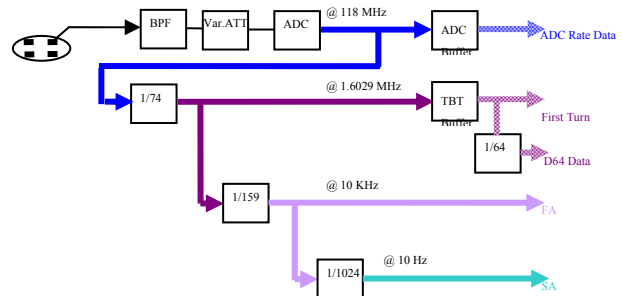 BPF
Var.ATT
ADC
@ 118 MHz
ADC
Buffer
ADC Rate Data
1/74
@ 1.6029 MHz
TBT
Buffer
First Turn
1/64
D64 Data
1/159
@ 10 KHz
FA
1/1024
@ 10 Hz
SA